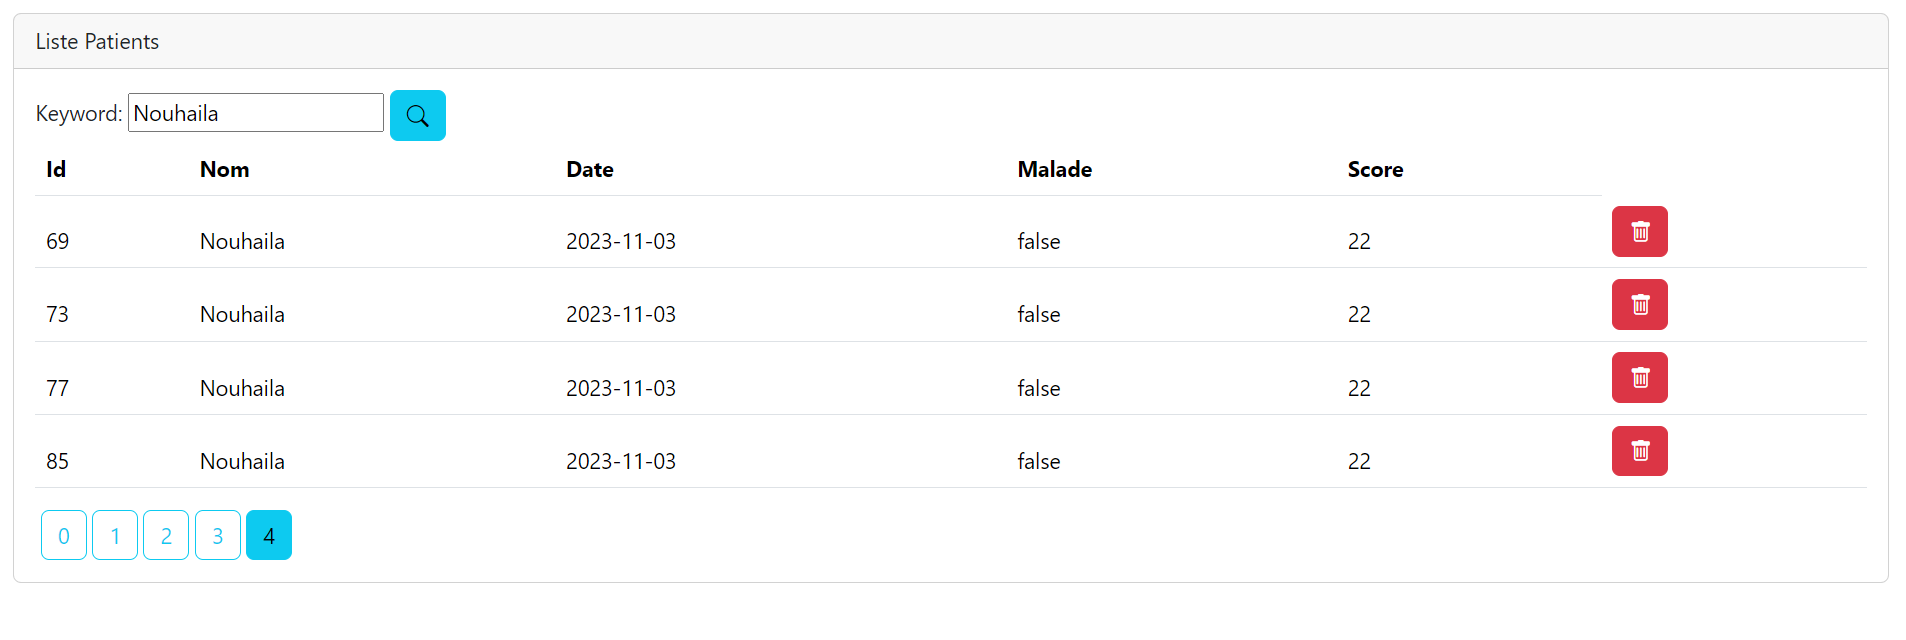 Liste Patients
Keyword: Nouhaila
Id Nom Date Malade Score
69 Nouhaila 2023-11-03 false 22
73 Nouhaila 2023-11-03 false 22
77 Nouhaila 2023-11-03 false 22
85 Nouhaila 2023-11-03 false 22
0 1 2 3 4